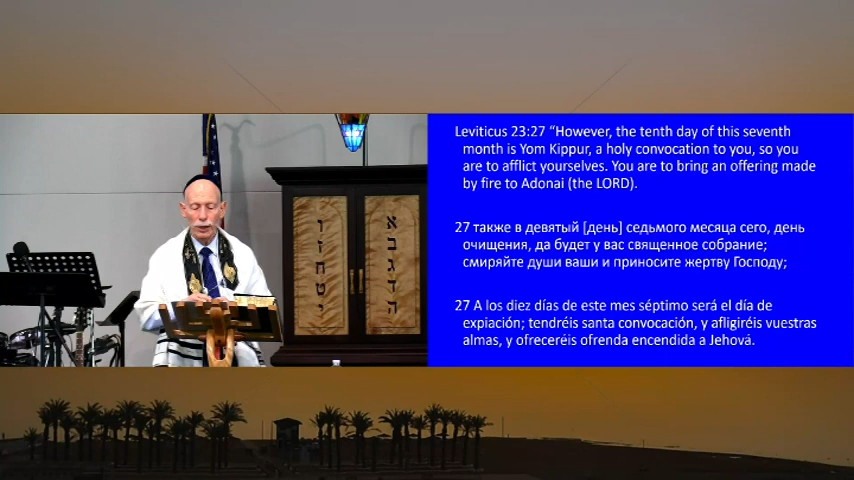 א
ב
ג
ד
ה
ו
ז
ח
ט
י
Leviticus 23:27 “However, the tenth day of this seventh
month is Yom Kippur, a holy convocation to you, so you
are to afflict yourselves. You are to bring an offering made
by fire to Adonai (the LORD).
27 также в девятый [день] седьмого месяца сего, день
очищения, да будет у вас священное собрание;
смиряйте души ваши и приносите жертву Господу;
27 A los diez días de este mes séptimo será el día de
expiación; tendréis santa convocación, y afligiréis vuestras
almas, y ofreceréis ofrenda encendida a Jehová.